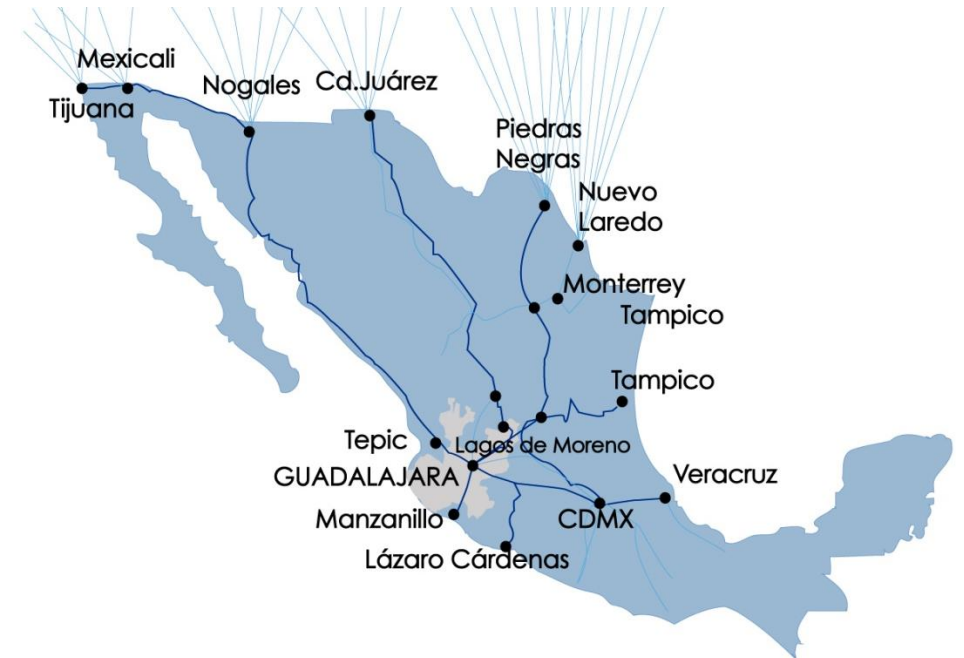 Mexicali
Tijuana
Nogales
Cd.Juárez
Piedras
Negras
Nuevo
Laredo
Monterrey
Tampico
Tampico
Tepic
Lagos de Moreno
GUADALAJARA
Veracruz
Manzanillo
CDMX
Lázaro Cárdenas